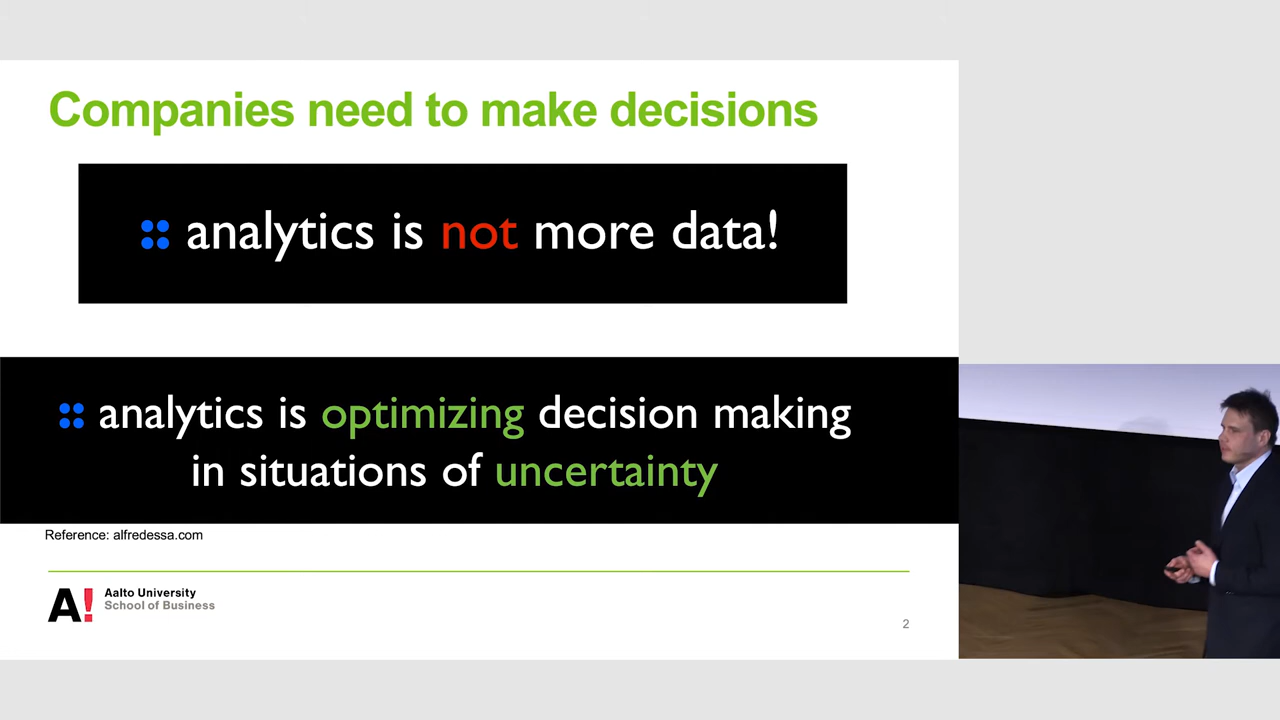 Companies need to make decisions
analytics is not more data!
analytics is optimizing decision making
in situations of uncertainty
Reference: alfredessa.com
A!
Aalto University
School of Business
2